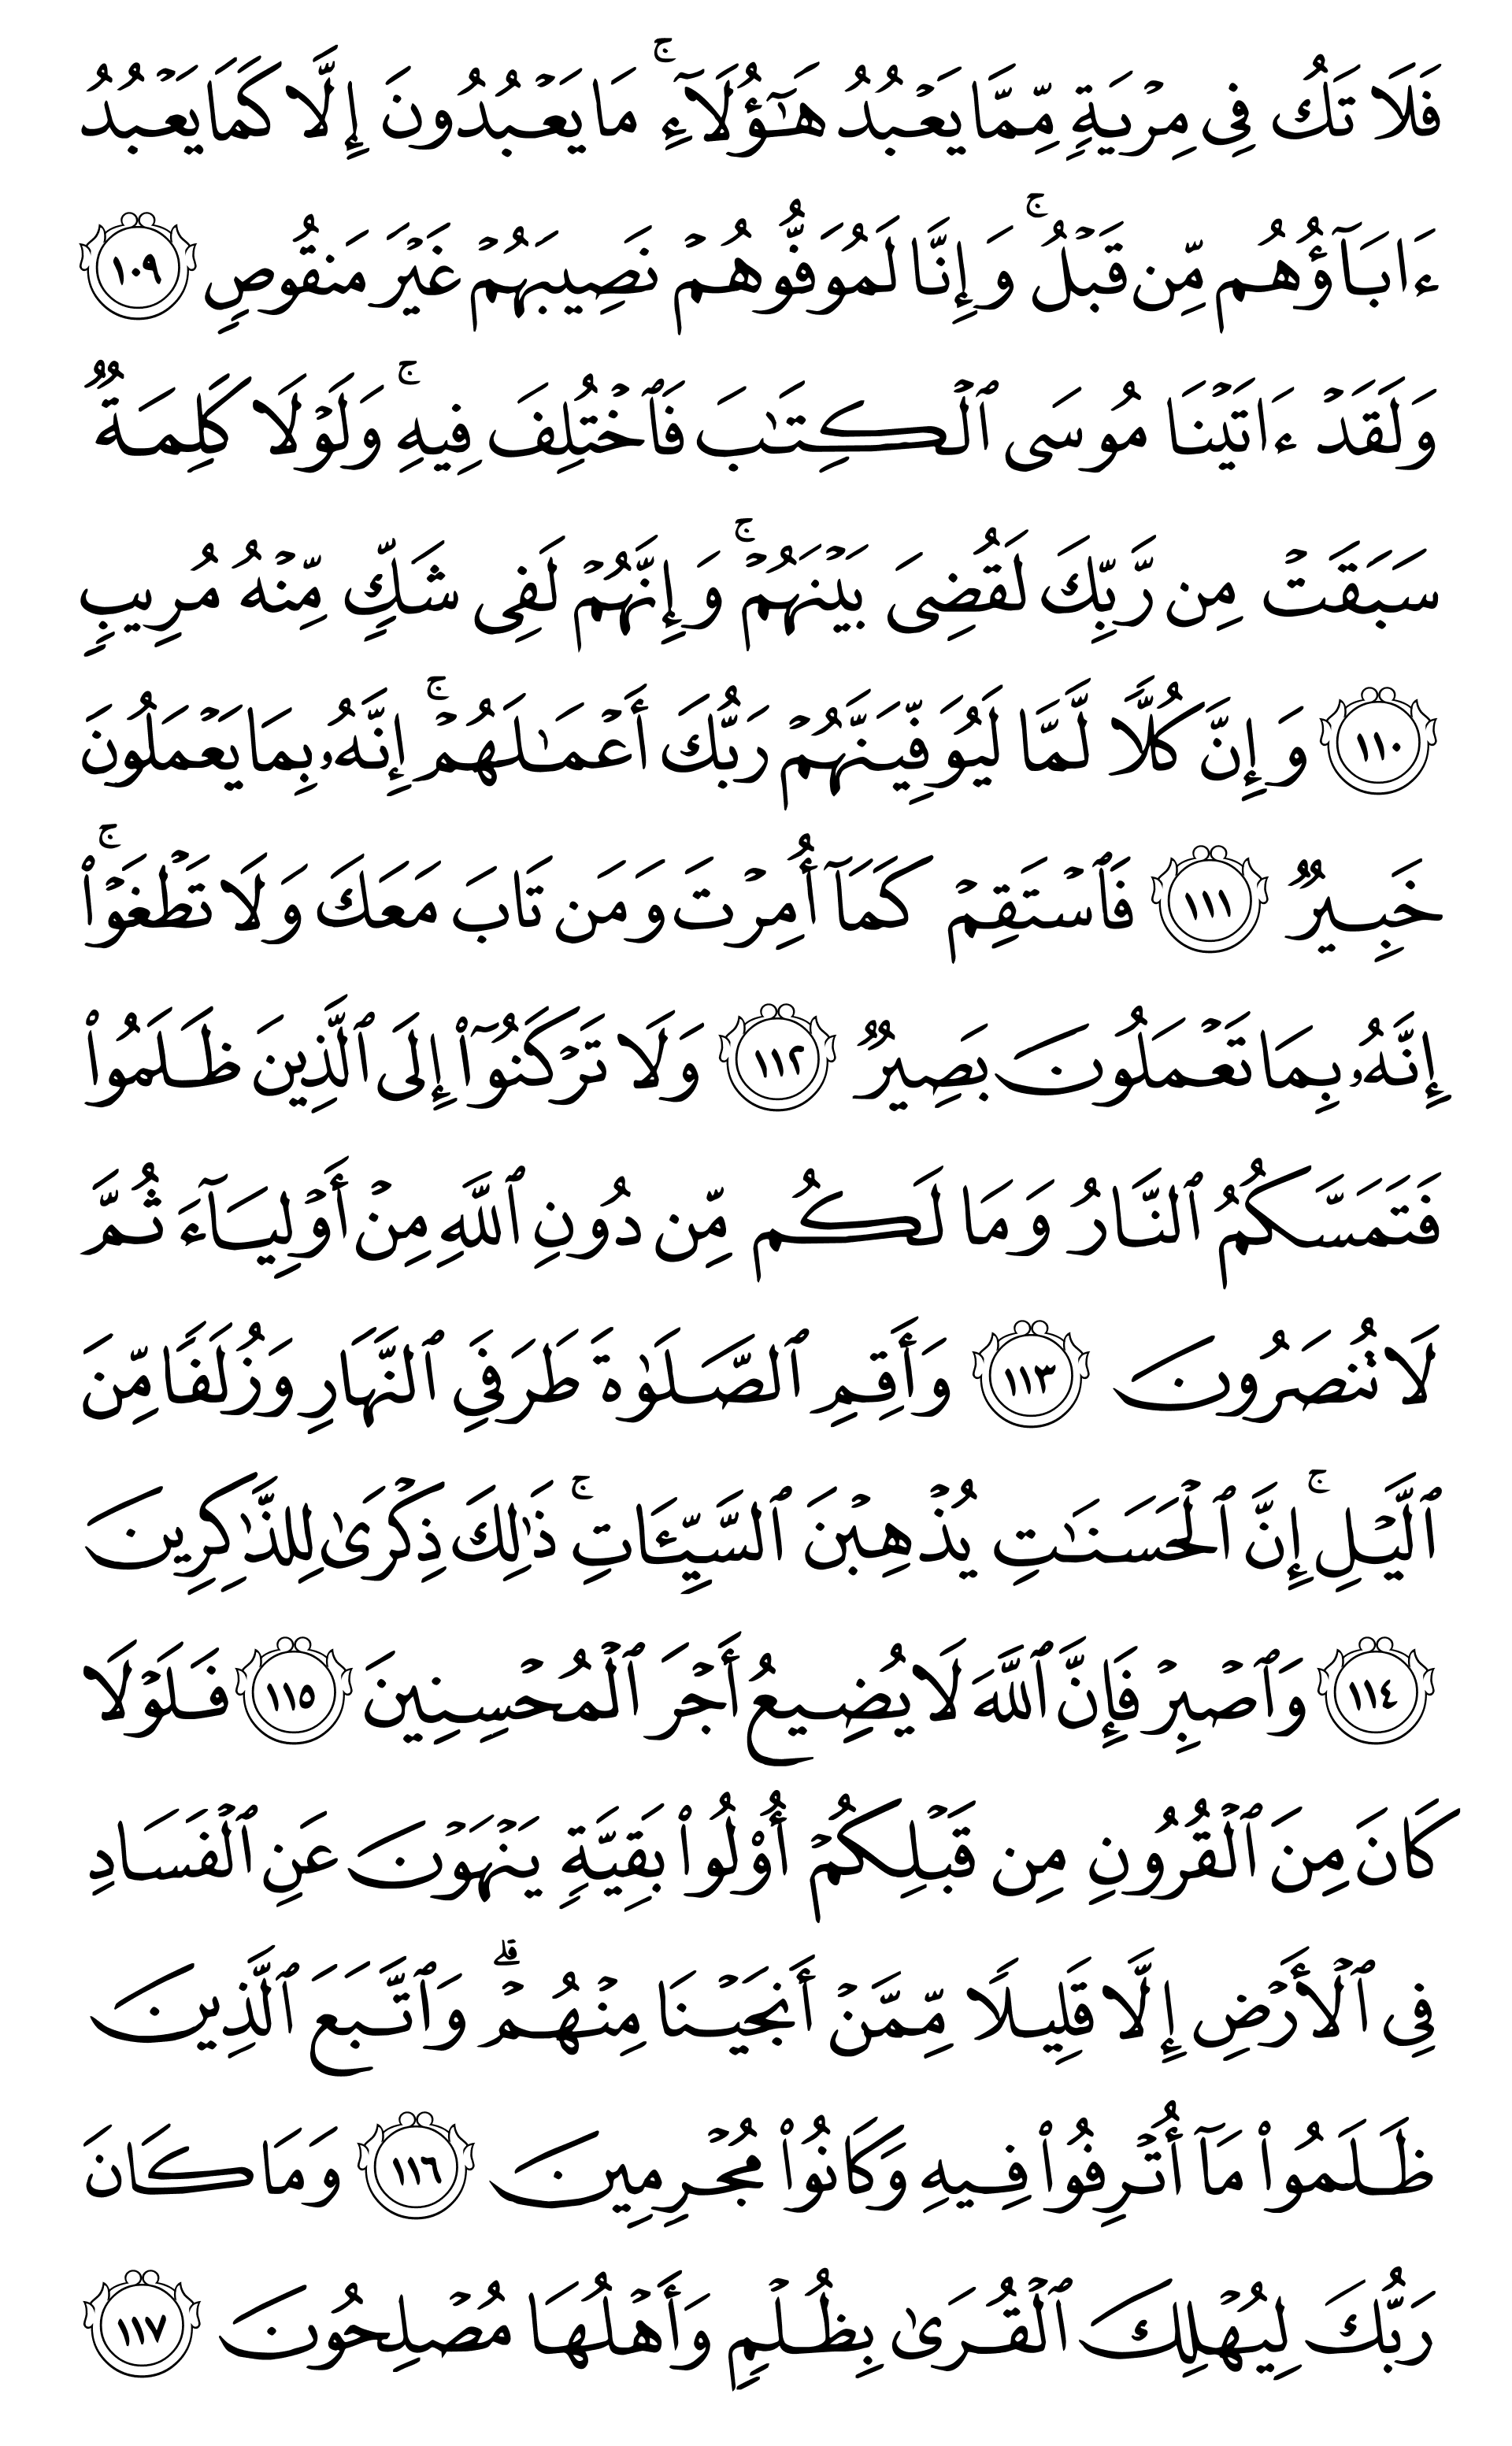 فَلَا تَكُ فِى مِرْيَةٍ مِّمَّا يَعْبُدُ هَـٰٓؤُلَآءِ ۚ مَا يَعْبُدُونَ إِلَّا كَمَا يَعْبُدُ
ءَابَآؤُهُم مِّن قَبْلُ ۚ وَإِنَّا لَمُوَفُّوهُمْ نَصِيبَهُمْ غَيْرَ مَنقُوصٍ ١٠٩
وَلَقَدْ ءَاتَيْنَا مُوسَى ٱلْكِتَـٰبَ فَٱخْتُلِفَ فِيهِ ۚ وَلَوْلَا كَلِمَةٌ
سَبَقَتْ مِن رَّبِّكَ لَقُضِىَ بَيْنَهُمْ ۚ وَإِنَّهُمْ لَفِى شَكٍّ مِّنْهُ مُرِيبٍ
١١٠ وَإِنَّ كُلًّا لَّمَّا لَيُوَفِّيَنَّهُمْ رَبُّكَ أَعْمَـٰلَهُمْ ۚ إِنَّهُۥ بِمَا يَعْمَلُونَ
خَبِيرٌ ١١١ فَٱسْتَقِمْ كَمَآ أُمِرْتَ وَمَن تَابَ مَعَكَ وَلَا تَطْغَوْا۟ ۚ
إِنَّهُۥ بِمَا تَعْمَلُونَ بَصِيرٌ ١١٢ وَلَا تَرْكَنُوٓا۟ إِلَى ٱلَّذِينَ ظَلَمُوا۟
فَتَمَسَّكُمُ ٱلنَّارُ وَمَا لَكُم مِّن دُونِ ٱللَّهِ مِنْ أَوْلِيَآءَ ثُمَّ
لَا تُنصَرُونَ ١١٣ وَأَقِمِ ٱلصَّلَوٰةَ طَرَفَىِ ٱلنَّهَارِ وَزُلَفًا مِّنَ
ٱلَّيْلِ ۚ إِنَّ ٱلْحَسَنَـٰتِ يُذْهِبْنَ ٱلسَّيِّـَٔاتِ ۚ ذَٰلِكَ ذِكْرَىٰ لِلذَّٰكِرِينَ
١١٤ وَٱصْبِرْ فَإِنَّ ٱللَّهَ لَا يُضِيعُ أَجْرَ ٱلْمُحْسِنِينَ ١١٥ فَلَوْلَا
كَانَ مِنَ ٱلْقُرُونِ مِن قَبْلِكُمْ أُو۟لُوا۟ بَقِيَّةٍ يَنْهَوْنَ عَنِ ٱلْفَسَادِ
فِى ٱلْأَرْضِ إِلَّا قَلِيلًا مِّمَّنْ أَنجَيْنَا مِنْهُمْ ۗ وَٱتَّبَعَ ٱلَّذِينَ
ظَلَمُوا۟ مَآ أُتْرِفُوا۟ فِيهِ وَكَانُوا۟ مُجْرِمِينَ ١١٦ وَمَا كَانَ
رَبُّكَ لِيُهْلِكَ ٱلْقُرَىٰ بِظُلْمٍ وَأَهْلُهَا مُصْلِحُونَ ١١٧